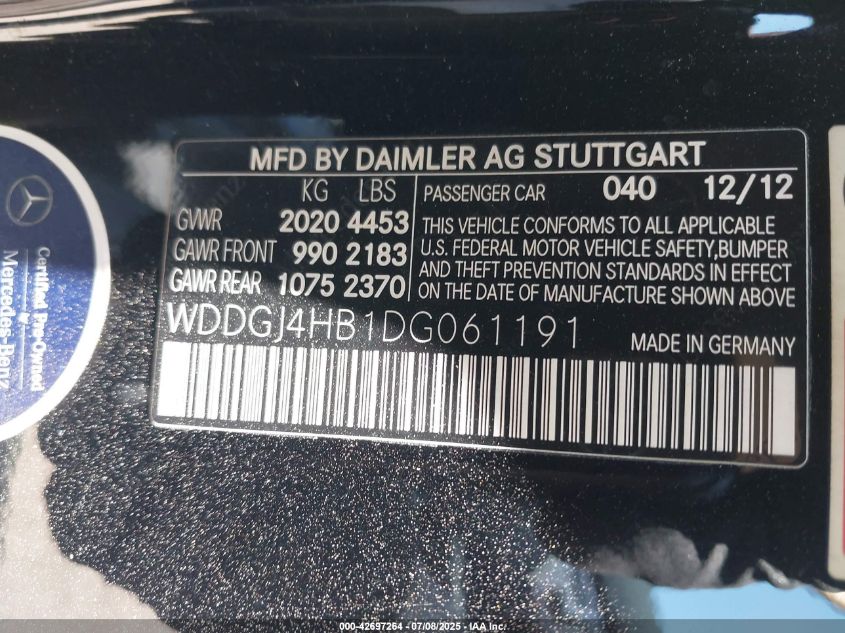 MFD BY DAIMLER AG STUTTGART
KG LBS
GVWR 2020 4453
GAWR FRONT 990 2183
GAWR REAR 1075 2370
PASSENGER CAR 040 12/12
THIS VEHICLE CONFORMS TO ALL APPLICABLE
U.S. FEDERAL MOTOR VEHICLE SAFETY,BUMPER
AND THEFT PREVENTION STANDARDS IN EFFECT
ON THE DATE OF MANUFACTURE SHOWN ABOVE
WDDGJ4HB1DG061191
MADE IN GERMANY
Certified Pre-Owned
Mercedes-Benz
000-42697264 - 07/08/2025 - IAA Inc.